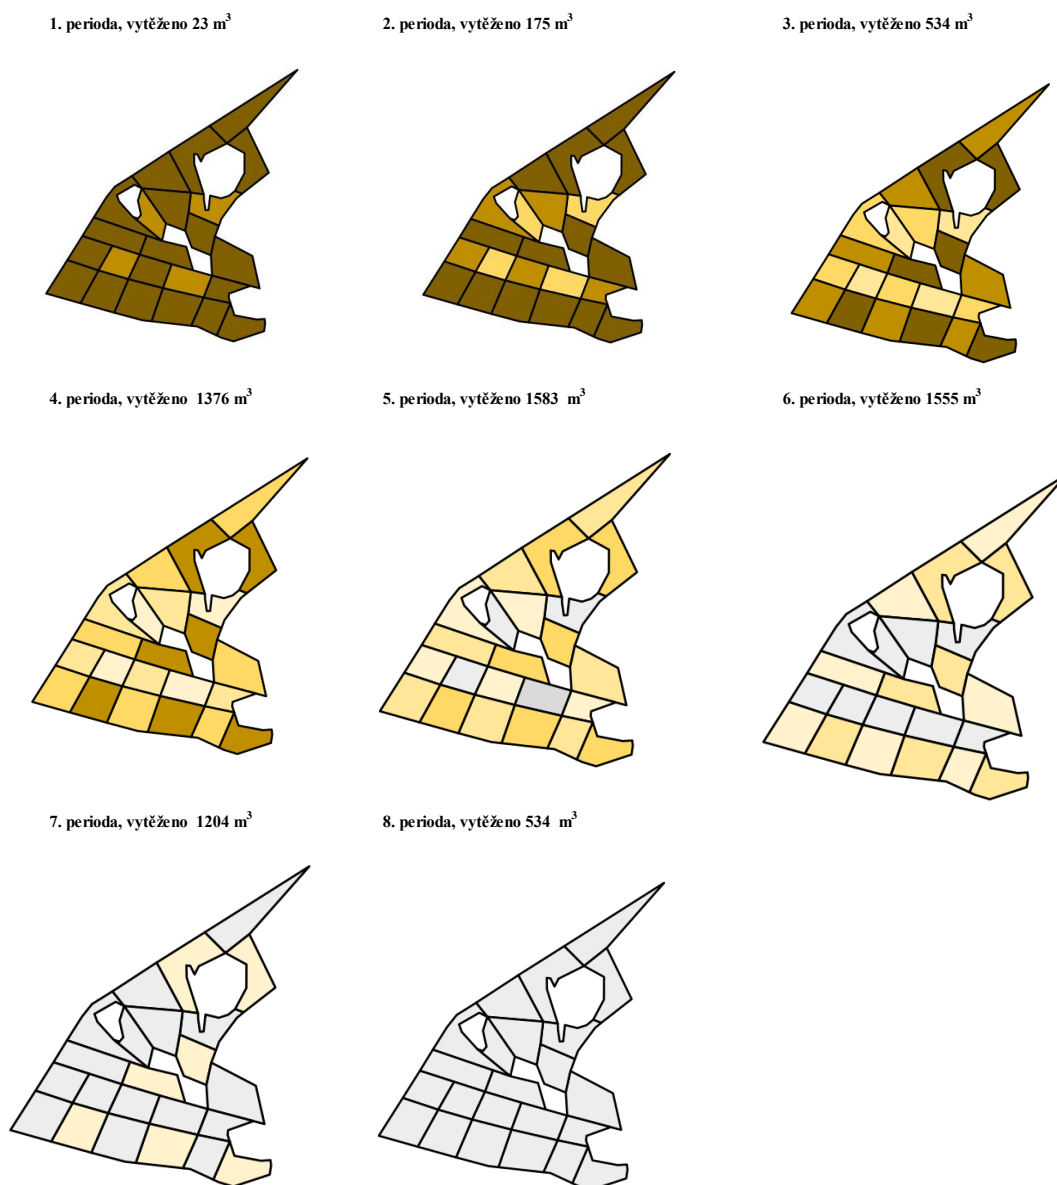 1. perioda, vytěženo 23 m³
2. perioda, vytěženo 175 m³
3. perioda, vytěženo 534 m³
4. perioda, vytěženo 1376 m³
5. perioda, vytěženo 1583 m³
6. perioda, vytěženo 1555 m³
7. perioda, vytěženo 1204 m³
8. perioda, vytěženo 534 m³